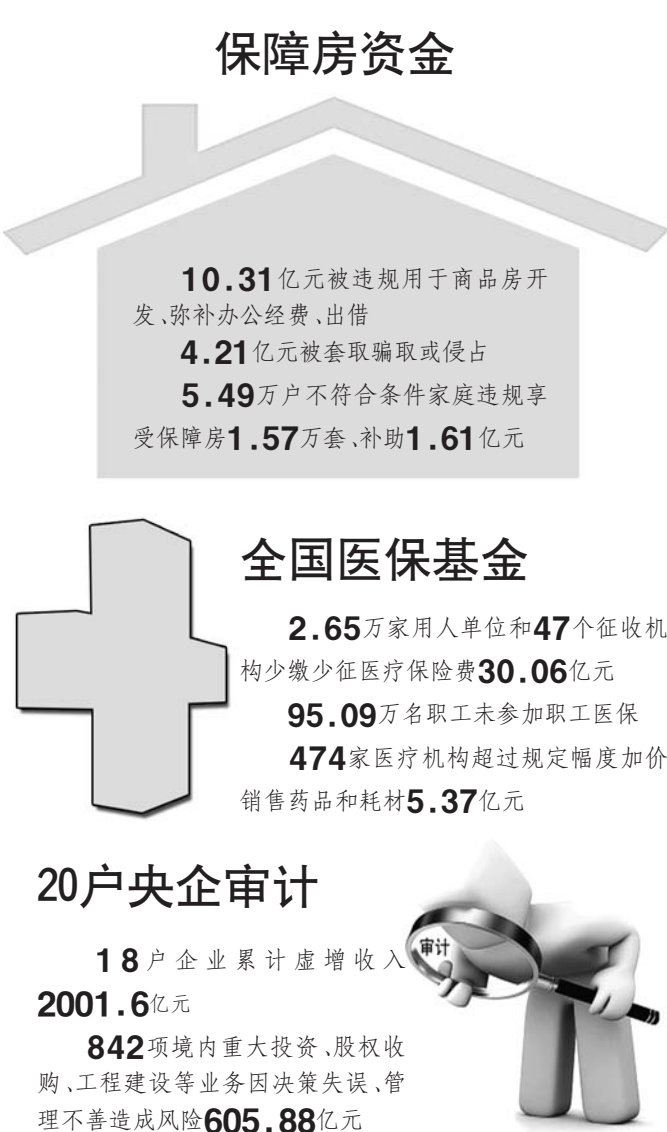 保障房资金
10.31亿元被违规用于商品房开
发、弥补办公经费、出借
4.21亿元被套取骗取或侵占
5.49万户不符合条件家庭违规享
受保障房1.57万套、补助1.61亿元
全国医保基金
2.65万家用人单位和47个征收机
构少缴少征医疗保险费30.06亿元
95.09万名职工未参加职工医保
474家医疗机构超过规定幅度加价
销售药品和耗材5.37亿元
20户央企审计
审计
18户企业累计虚增收入
2001.6亿元
842项境内重大投资、股权收
购、工程建设等业务因决策失误、管
理不善造成风险605.88亿元